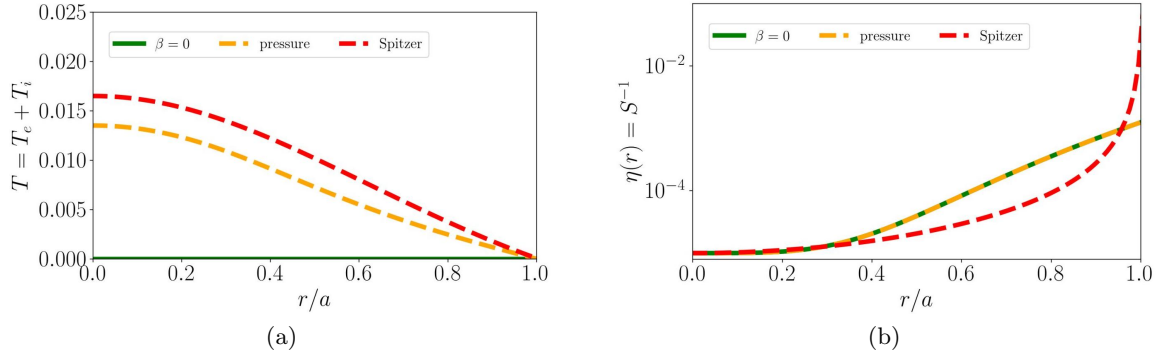 0.025
0.020
0.015
0.010
0.005
0.000
T = T_e + T_i
β = 0 pressure Spitzer
0.0 0.2 0.4 0.6 0.8 1.0
r/a
(a)
10^{-2}
10^{-4}
η(r) = S^{-1}
β = 0 pressure Spitzer
0.0 0.2 0.4 0.6 0.8 1.0
r/a
(b)